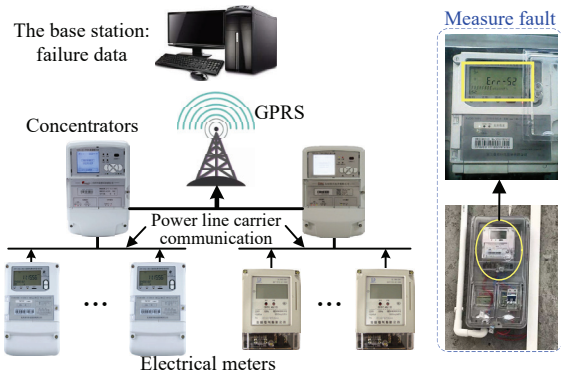 The base station:
failure data
Measure fault
Err-52
GPRS
Concentrators
Power line carrier
communication
Electrical meters